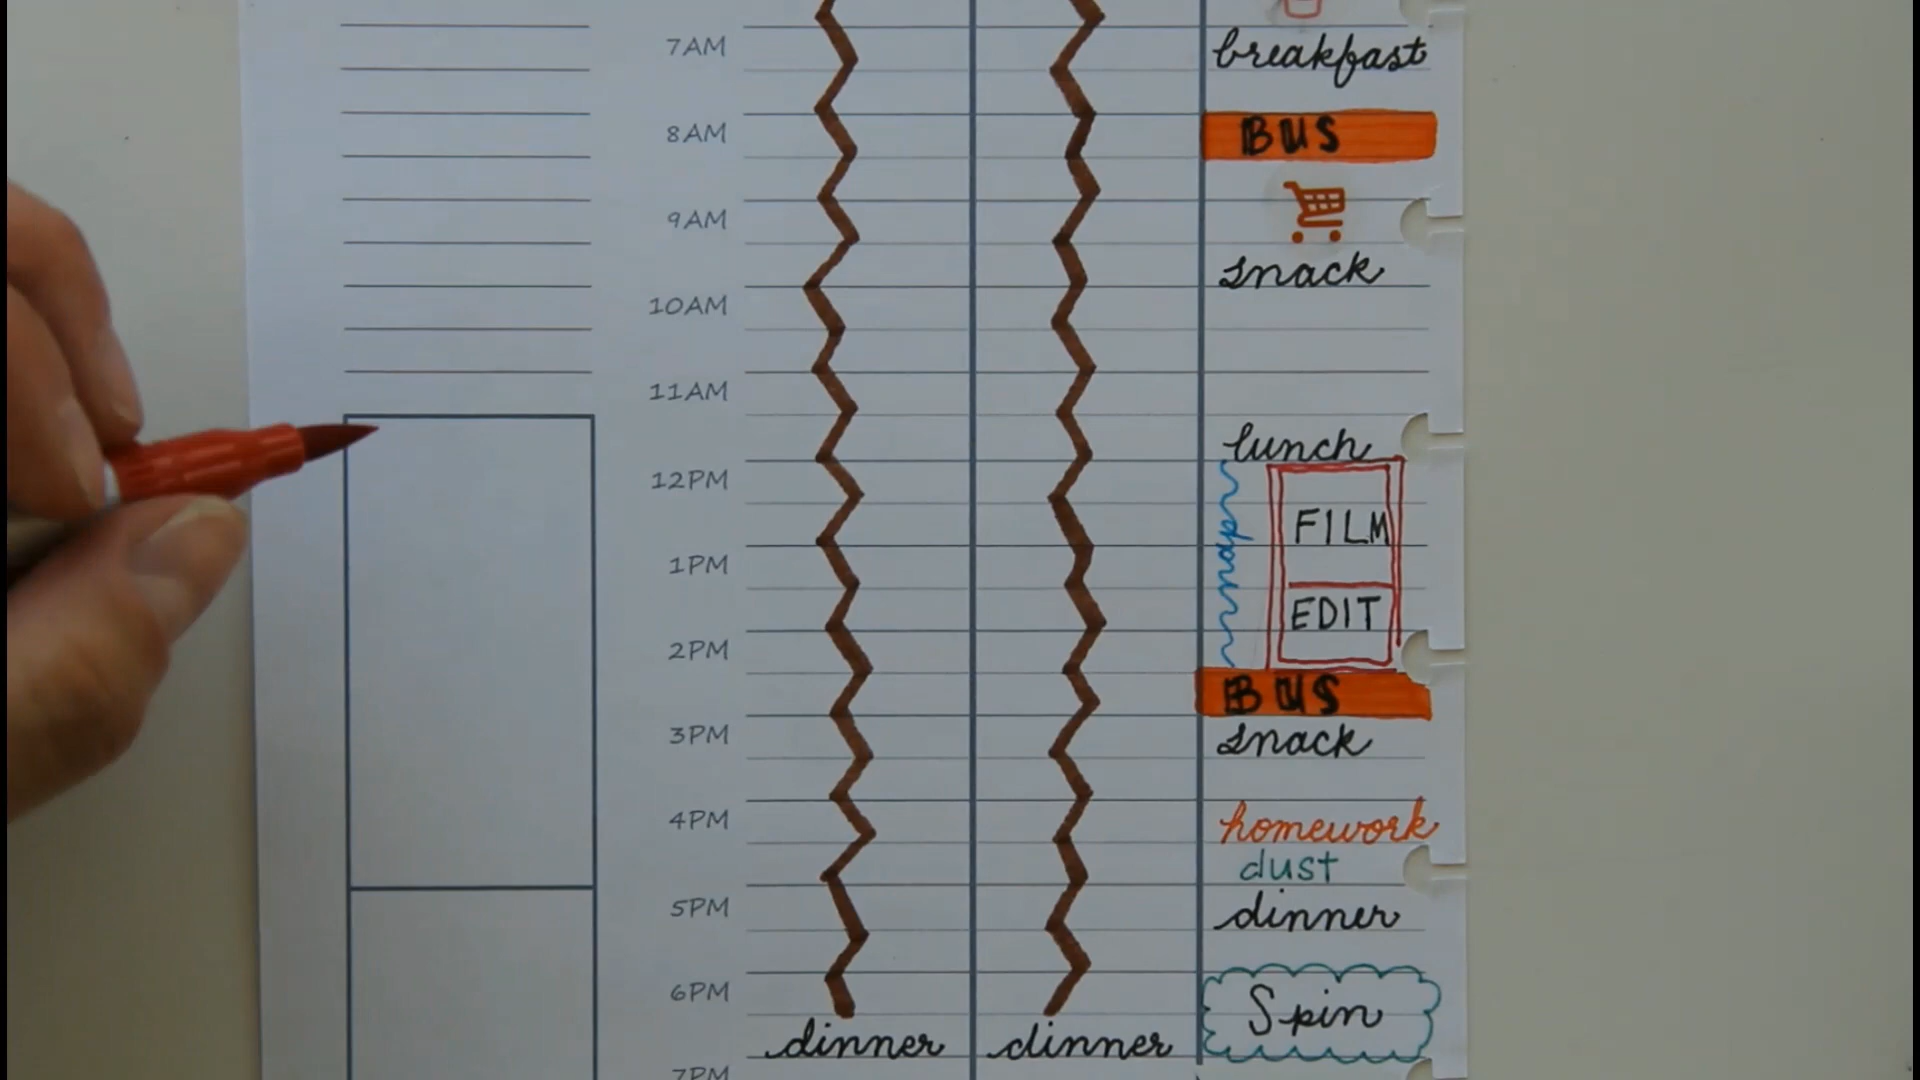 7AM
breakfast
8AM
BUS
9AM
snack
10AM
11AM
lunch
12PM
FILM
1PM
EDIT
2PM
BUS
3PM
snack
4PM
homework
dust
5PM
dinner
6PM
Spin
dinner dinner
7PM